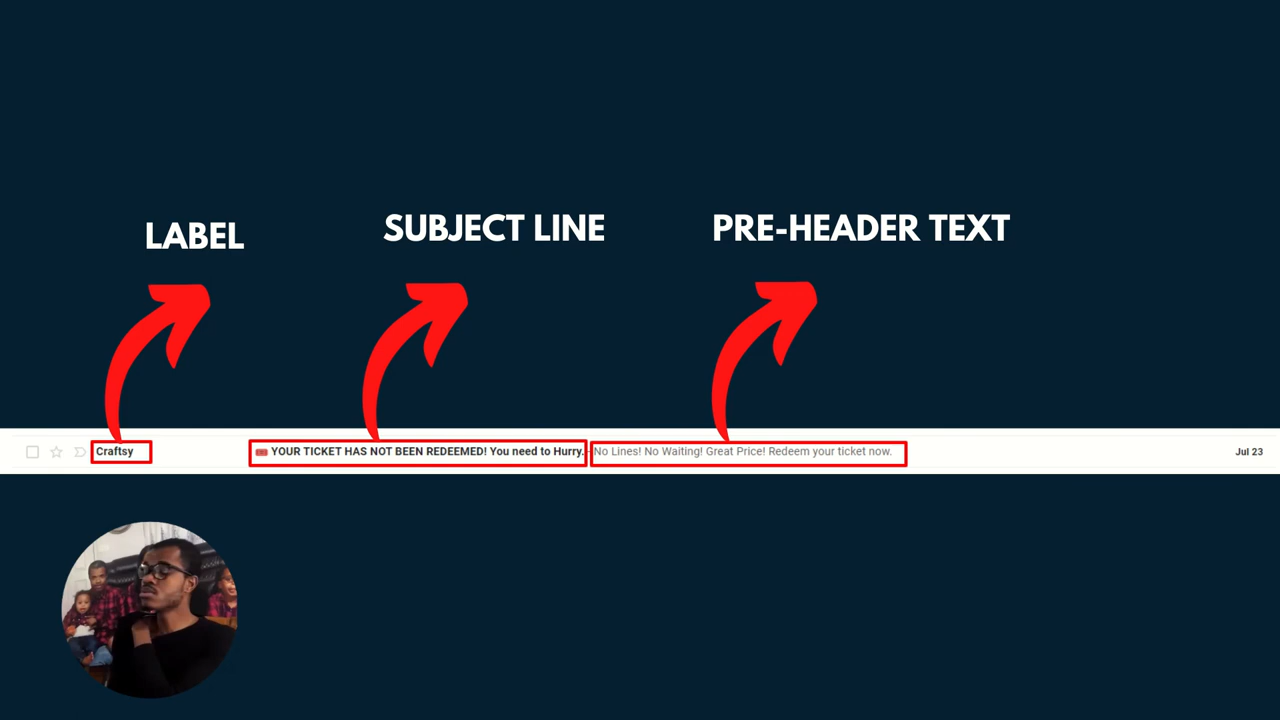 LABEL
SUBJECT LINE
PRE-HEADER TEXT
Craftsy
YOUR TICKET HAS NOT BEEN REDEEMED! You need to Hurry. - No Lines! No Waiting! Great Price! Redeem your ticket now.
Jul 23